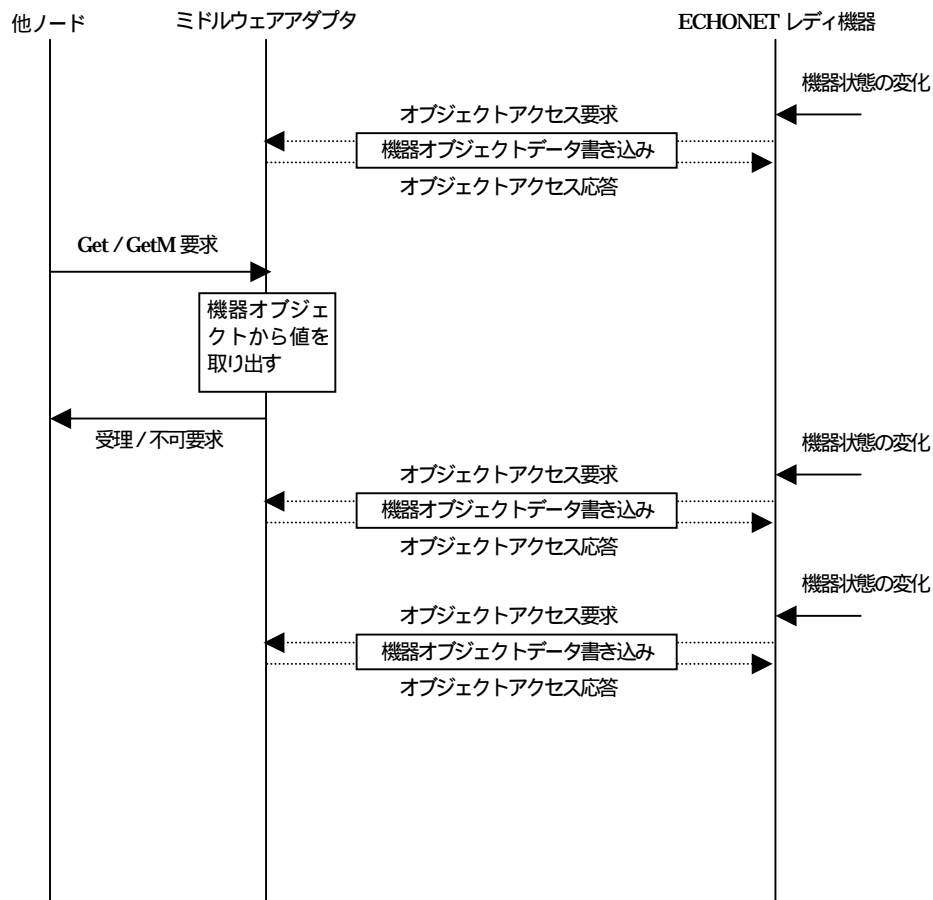 他ノード
ミドルウェアアダプタ
ECHONET レディ機器
機器状態の変化
オブジェクトアクセス要求
機器オブジェクトデータ書き込み
オブジェクトアクセス応答
Get / GetM 要求
機器オブジェ
クトから値を
取り出す
受理 / 不可要求
機器状態の変化
オブジェクトアクセス要求
機器オブジェクトデータ書き込み
オブジェクトアクセス応答
機器状態の変化
オブジェクトアクセス要求
機器オブジェクトデータ書き込み
オブジェクトアクセス応答